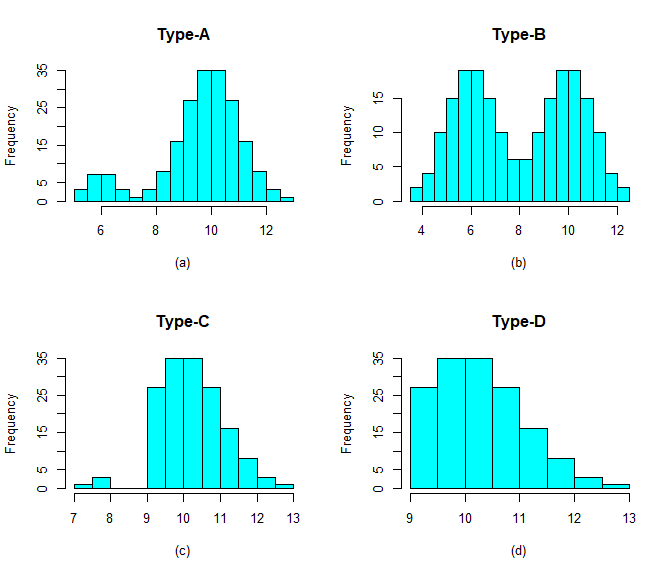 Type-A
Frequency
35
25
15
5
0
6 8 10 12
(a)
Type-B
Frequency
15
10
5
0
4 6 8 10 12
(b)
Type-C
Frequency
35
25
15
5
0
7 8 9 10 11 12 13
(c)
Type-D
Frequency
35
25
15
5
0
9 10 11 12 13
(d)